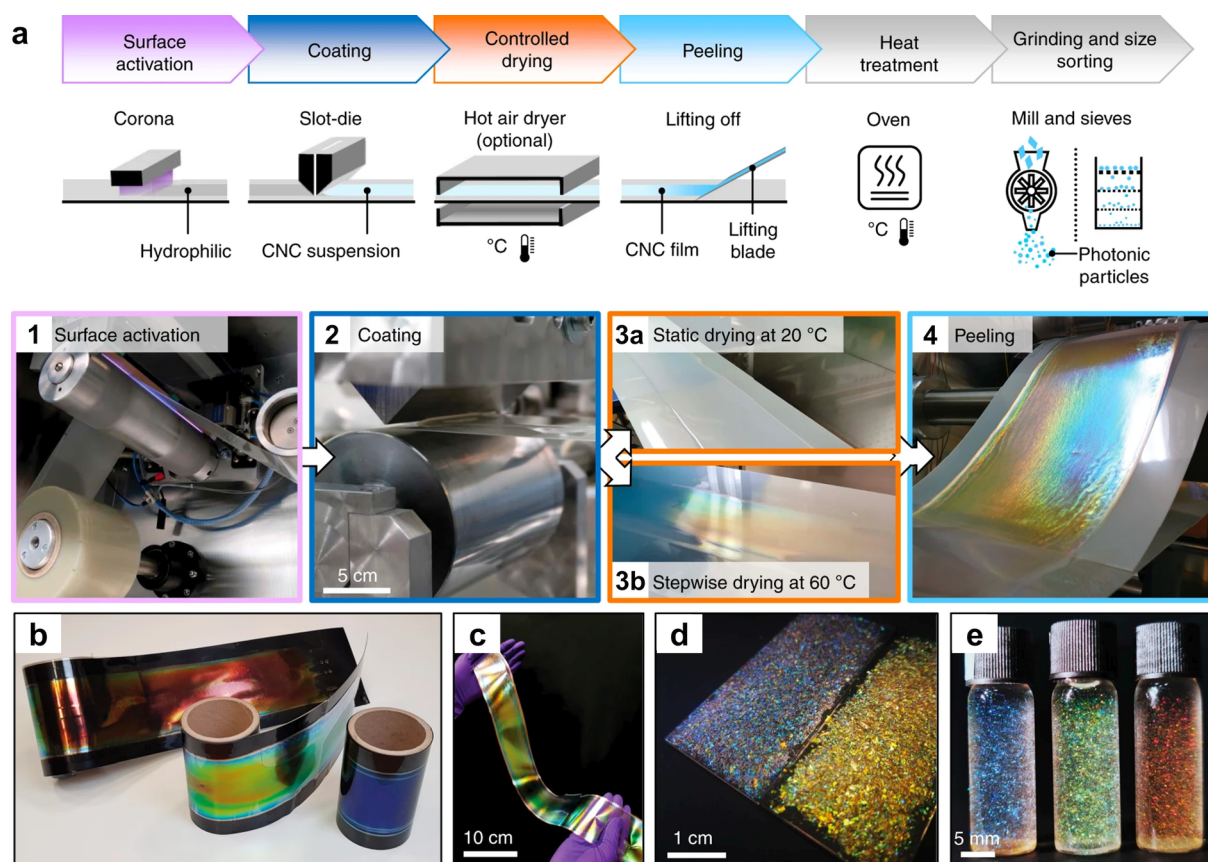 a
Surface
activation
Coating
Controlled
drying
Peeling
Heat
treatment
Grinding and size
sorting
Corona
Slot-die
Hot air dryer
(optional)
Lifting off
Oven
Mill and sieves
Hydrophilic
CNC suspension
°C
CNC film
Lifting
blade
°C
Photonic
particles
1 Surface activation
2 Coating
5 cm
3a Static drying at 20 °C
3b Stepwise drying at 60 °C
4 Peeling
b
c
10 cm
d
1 cm
e
5 mm